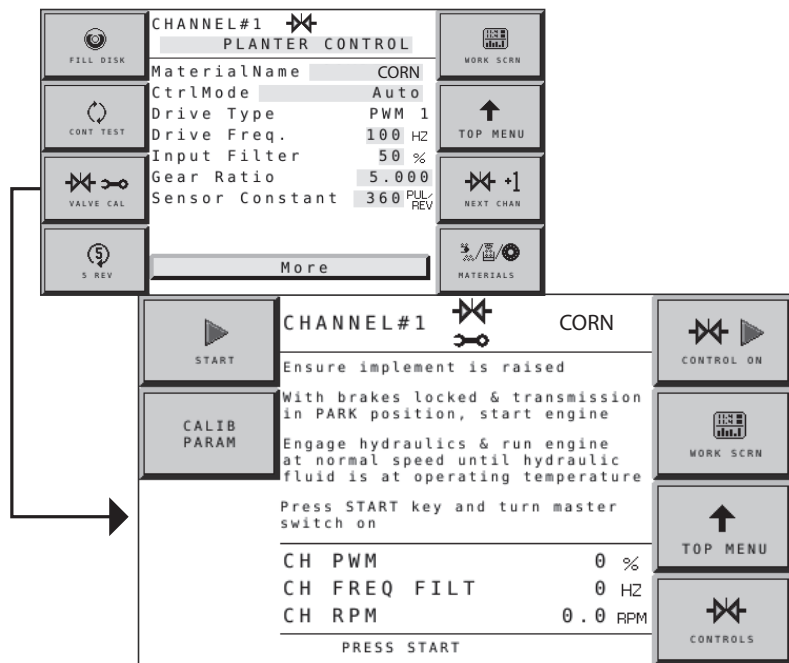 CHANNEL#1
PLANTER CONTROL
FILL DISK
CONT TEST
VALVE CAL
5
5 REV
MaterialName CORN
CtrlMode Auto
Drive Type PWM 1
Drive Freq. 100 HZ
Input Filter 50 %
Gear Ratio 5.000
Sensor Constant 360 PUL/REV
More
WORK SCRN
TOP MENU
+1
NEXT CHAN
MATERIALS
START
CALIB
PARAM
CHANNEL#1 CORN
Ensure implement is raised
With brakes locked & transmission
in PARK position, start engine
Engage hydraulics & run engine
at normal speed until hydraulic
fluid is at operating temperature
Press START key and turn master
switch on
CH PWM 0 %
CH FREQ FILT 0 HZ
CH RPM 0.0 RPM
PRESS START
CONTROL ON
WORK SCRN
TOP MENU
CONTROLS